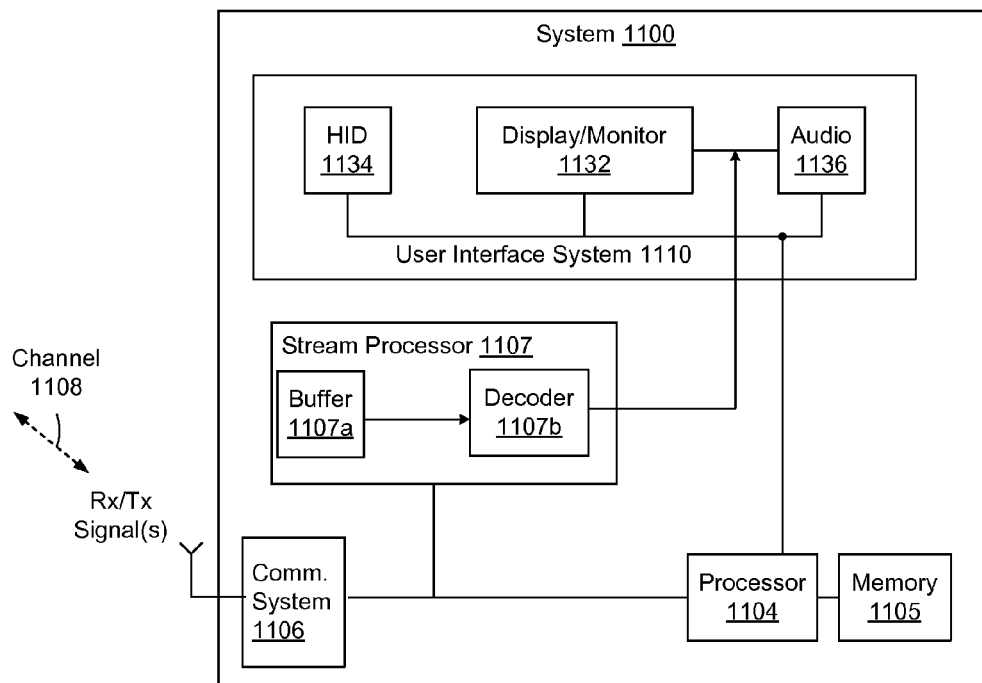 System 1100
HID
1134
Display/Monitor
1132
Audio
1136
User Interface System 1110
Stream Processor 1107
Buffer
1107a
Decoder
1107b
Channel
1108
Rx/Tx
Signal(s)
Comm.
System
1106
Processor
1104
Memory
1105